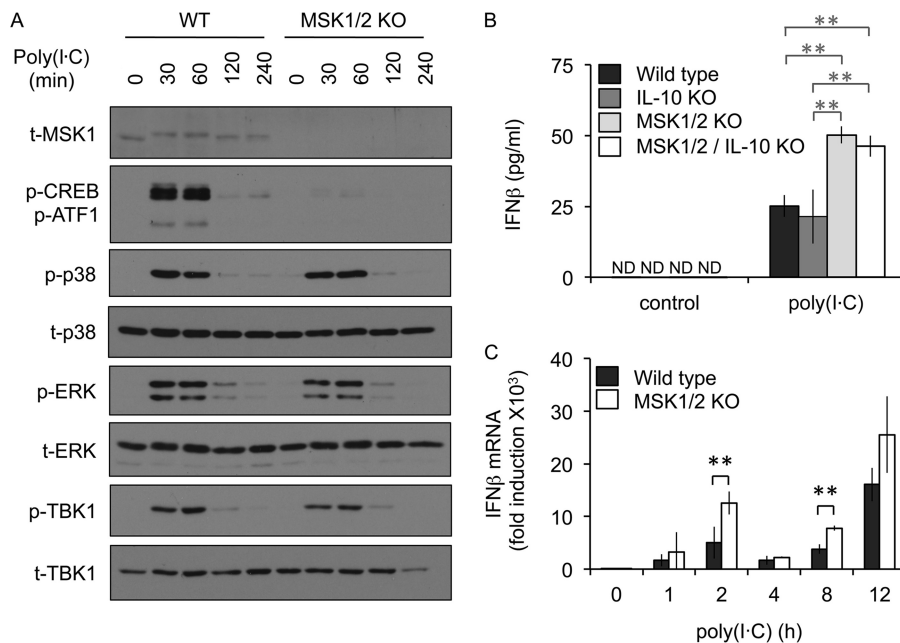 A
WT MSK1/2 KO
Poly(I·C)
(min)
0 30 60 120 240 0 30 60 120 240
t-MSK1
p-CREB
p-ATF1
p-p38
t-p38
p-ERK
t-ERK
p-TBK1
t-TBK1
B
** 
**
**
**
75
50
25
0
IFNβ (pg/ml)
Wild type
IL-10 KO
MSK1/2 KO
MSK1/2 / IL-10 KO
ND ND ND ND
control poly(I·C)
C
40
30
20
10
0
IFNβ mRNA
(fold induction X10³)
Wild type
MSK1/2 KO
**
**
0 1 2 4 8 12
poly(I·C) (h)